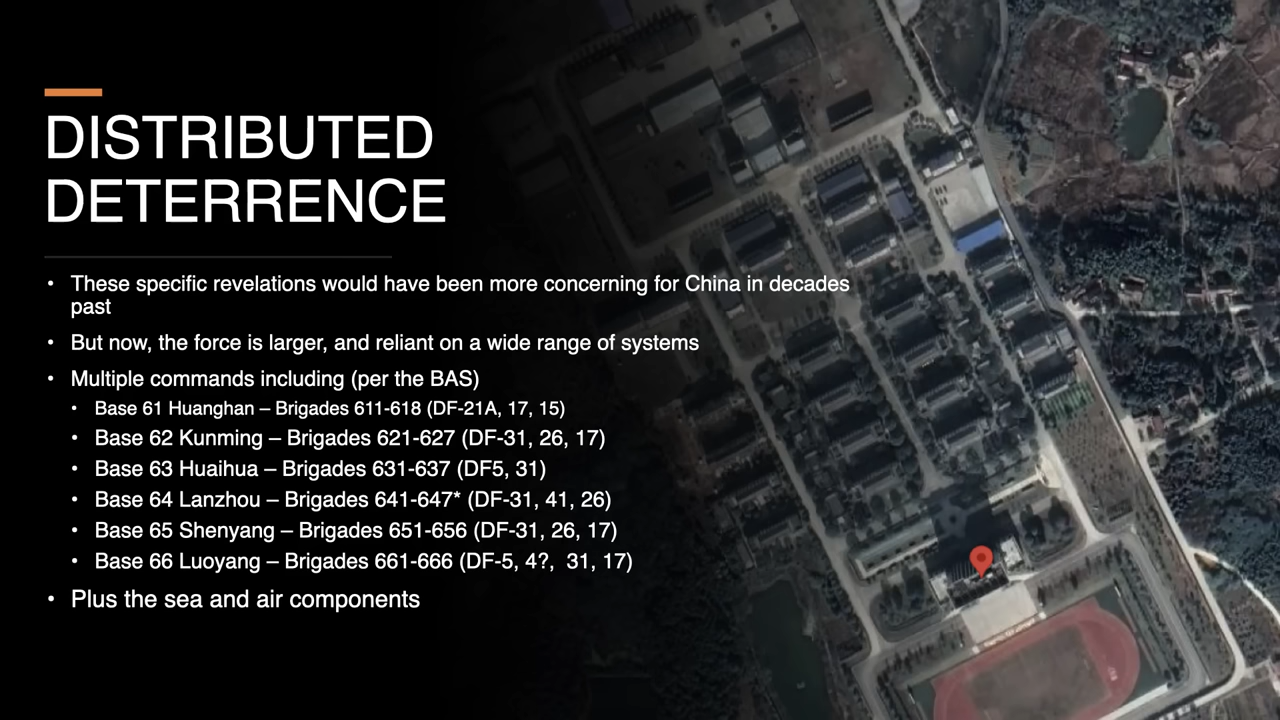 DISTRIBUTED
DETERRENCE
• These specific revelations would have been more concerning for China in decades
past
• But now, the force is larger, and reliant on a wide range of systems
• Multiple commands including (per the BAS)
• Base 61 Huanghan – Brigades 611-618 (DF-21A, 17, 15)
• Base 62 Kunming – Brigades 621-627 (DF-31, 26, 17)
• Base 63 Huaihua – Brigades 631-637 (DF5, 31)
• Base 64 Lanzhou – Brigades 641-647* (DF-31, 41, 26)
• Base 65 Shenyang – Brigades 651-656 (DF-31, 26, 17)
• Base 66 Luoyang – Brigades 661-666 (DF-5, 4?,  31, 17)
• Plus the sea and air components